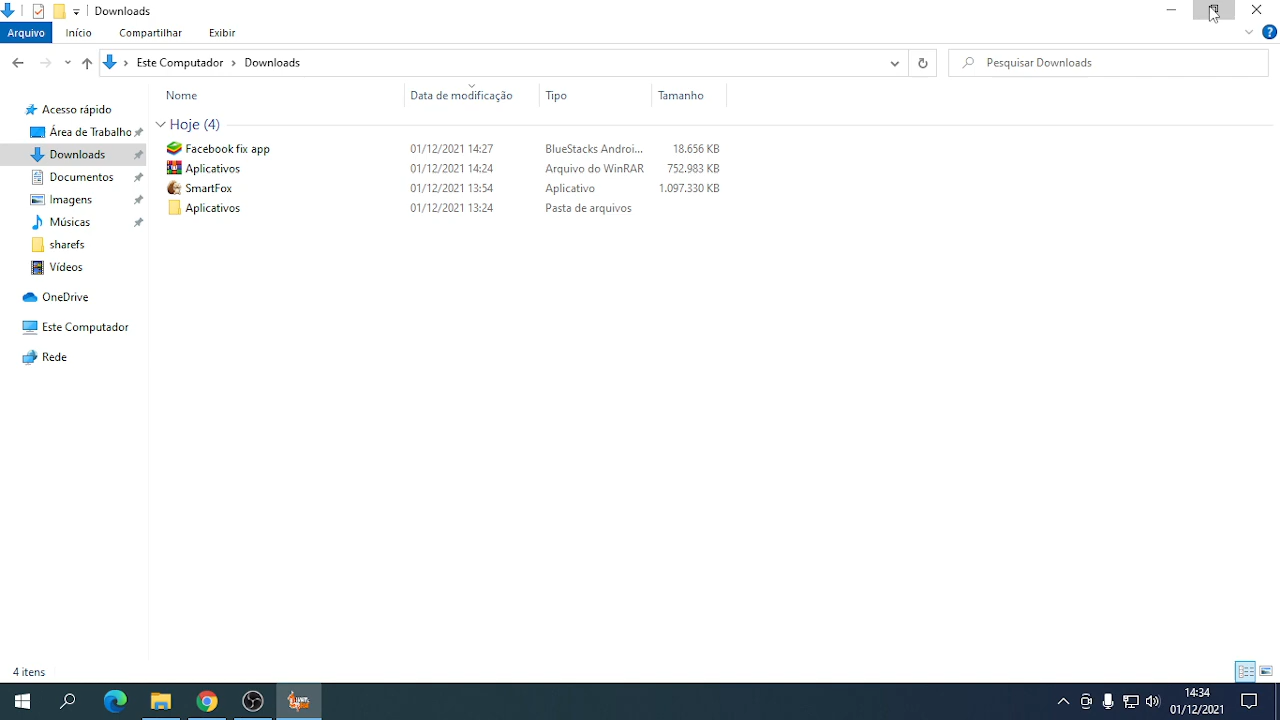 Downloads
Arquivo Início Compartilhar Exibir
Este Computador Downloads Pesquisar Downloads
Nome Data de modificação Tipo Tamanho
Hoje (4)
Facebook fix app 01/12/2021 14:27 BlueStacks Androi... 18.656 KB
Aplicativos 01/12/2021 14:24 Arquivo do WinRAR 752.983 KB
SmartFox 01/12/2021 13:54 Aplicativo 1.097.330 KB
Aplicativos 01/12/2021 13:24 Pasta de arquivos
Acesso rápido
Área de Trabalho
Downloads
Documentos
Imagens
Músicas
sharefs
Vídeos
OneDrive
Este Computador
Rede
4 itens
14:34
01/12/2021